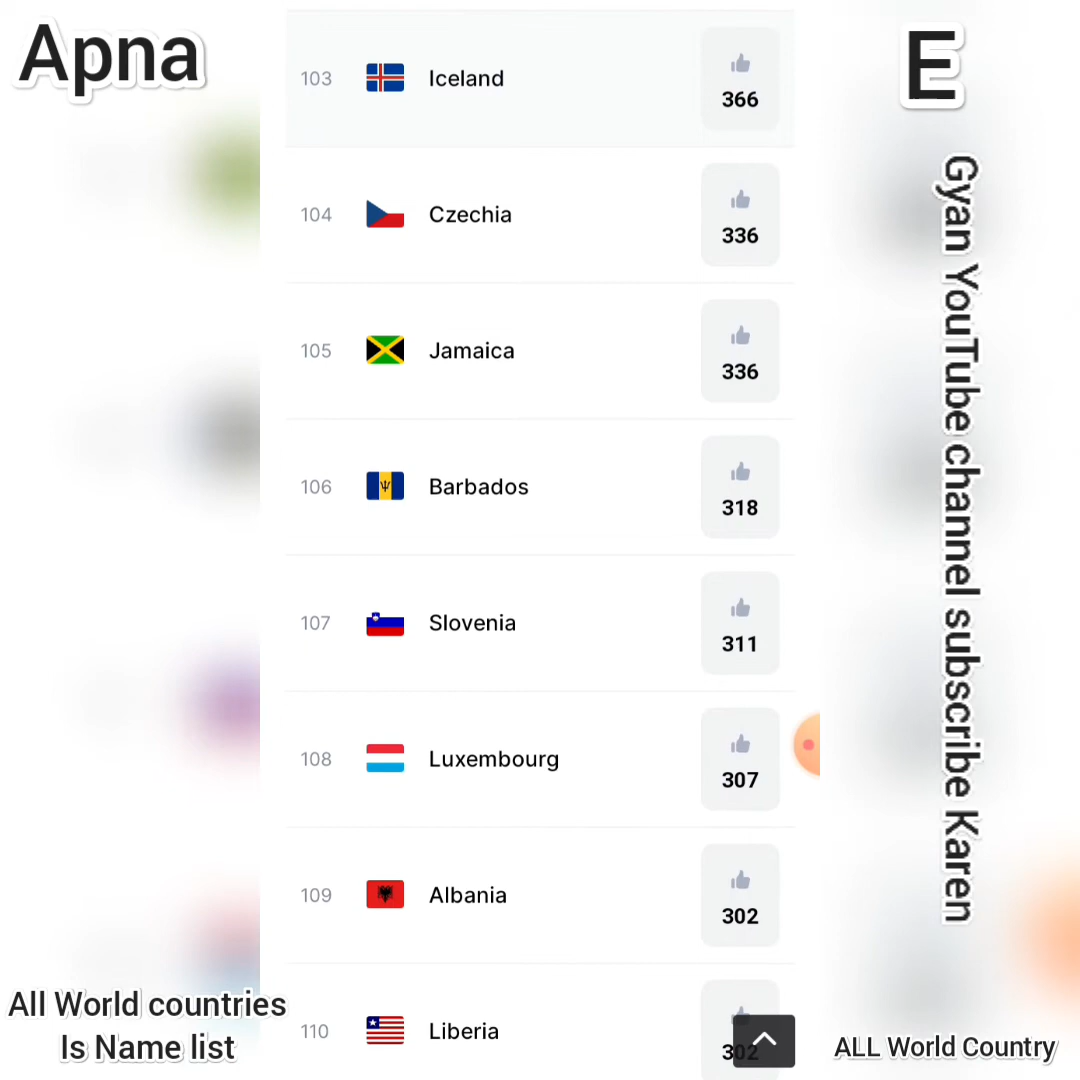 Apna
E
103 Iceland 366
104 Czechia 336
105 Jamaica 336
106 Barbados 318
107 Slovenia 311
108 Luxembourg 307
109 Albania 302
110 Liberia 302
Gyan YouTube channel subscribe Karen
All World countries
Is Name list
ALL World Country